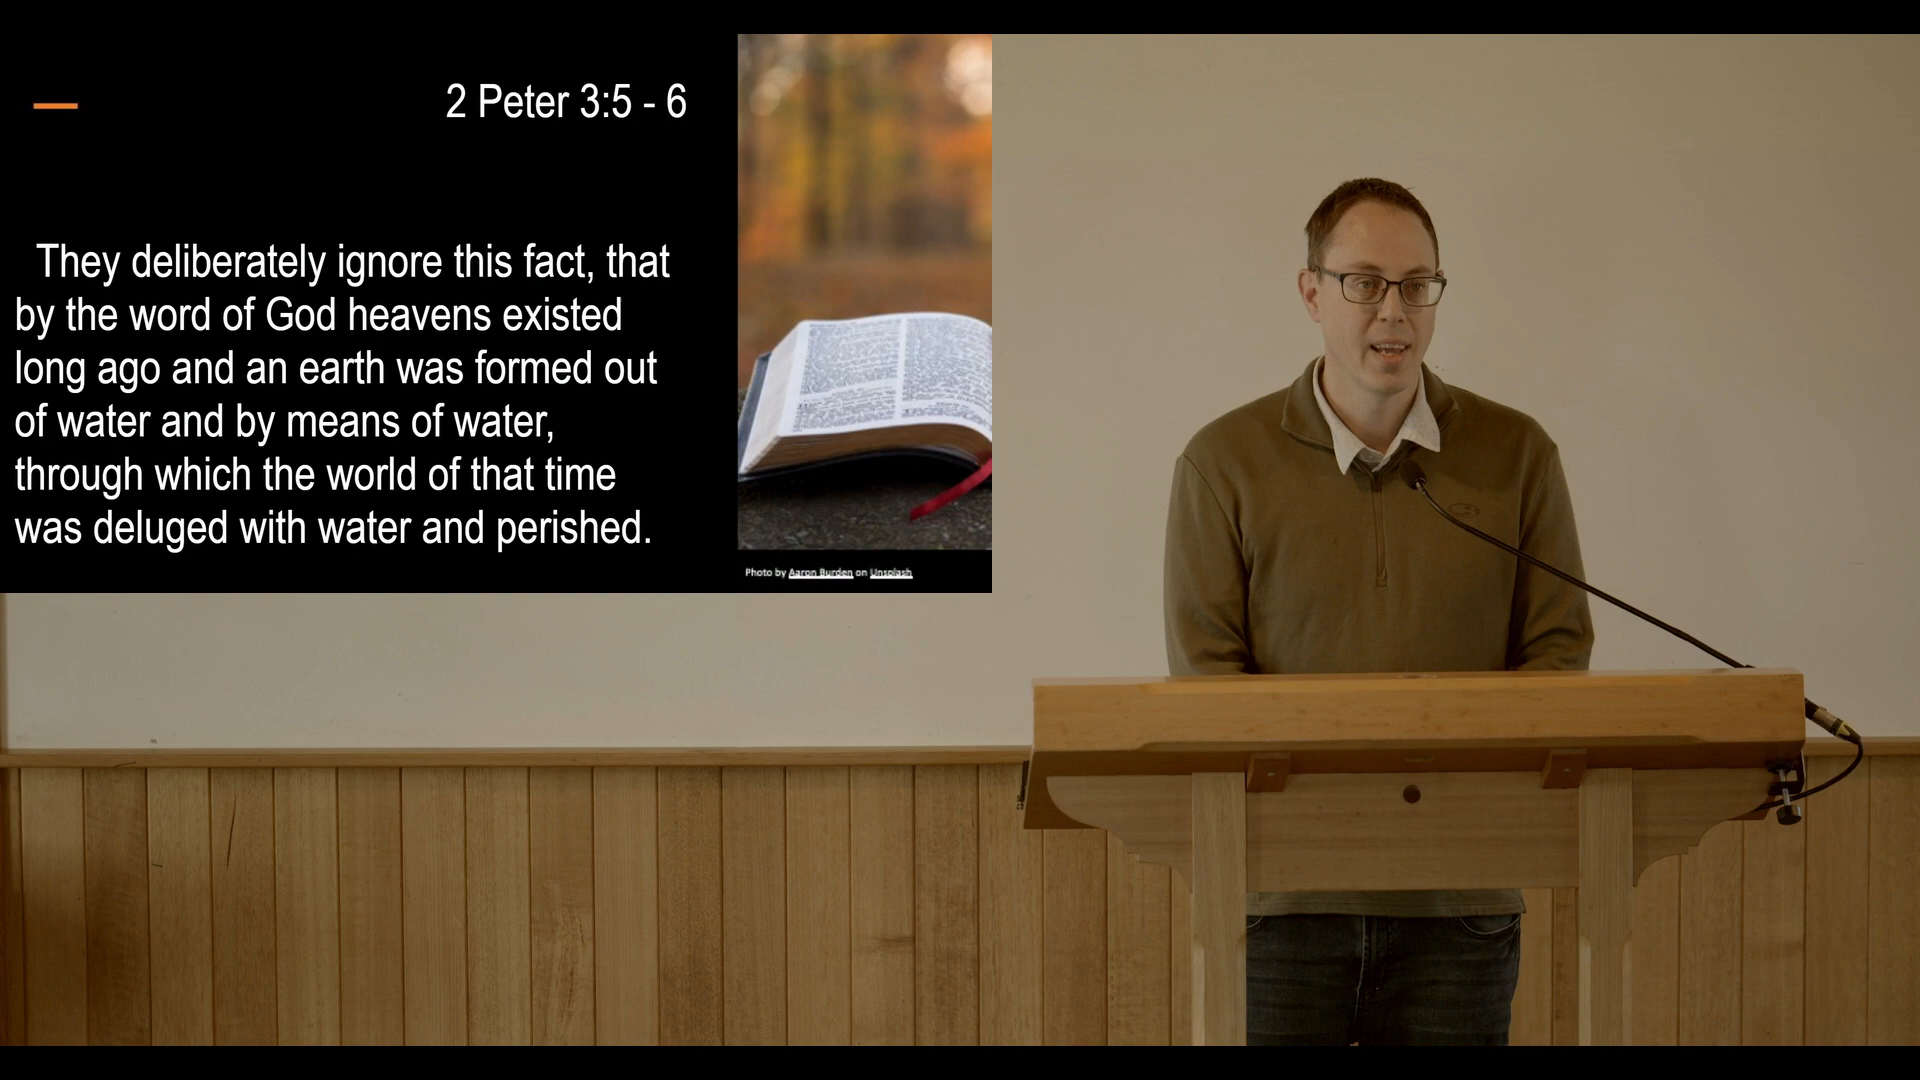 2 Peter 3:5 - 6
They deliberately ignore this fact, that
by the word of God heavens existed
long ago and an earth was formed out
of water and by means of water,
through which the world of that time
was deluged with water and perished.
Photo by Aaron Burden on Unsplash